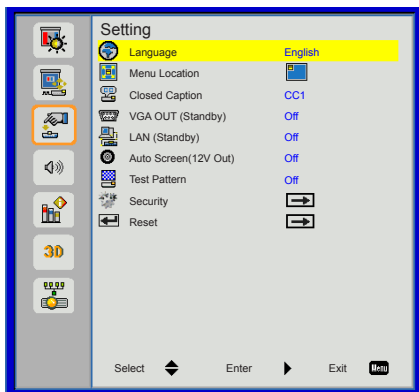 Setting
Language English
Menu Location
Closed Caption CC1
VGA OUT (Standby) Off
LAN (Standby) Off
Auto Screen(12V Out) Off
Test Pattern Off
Security
Reset
3D
Select Enter Exit Menu